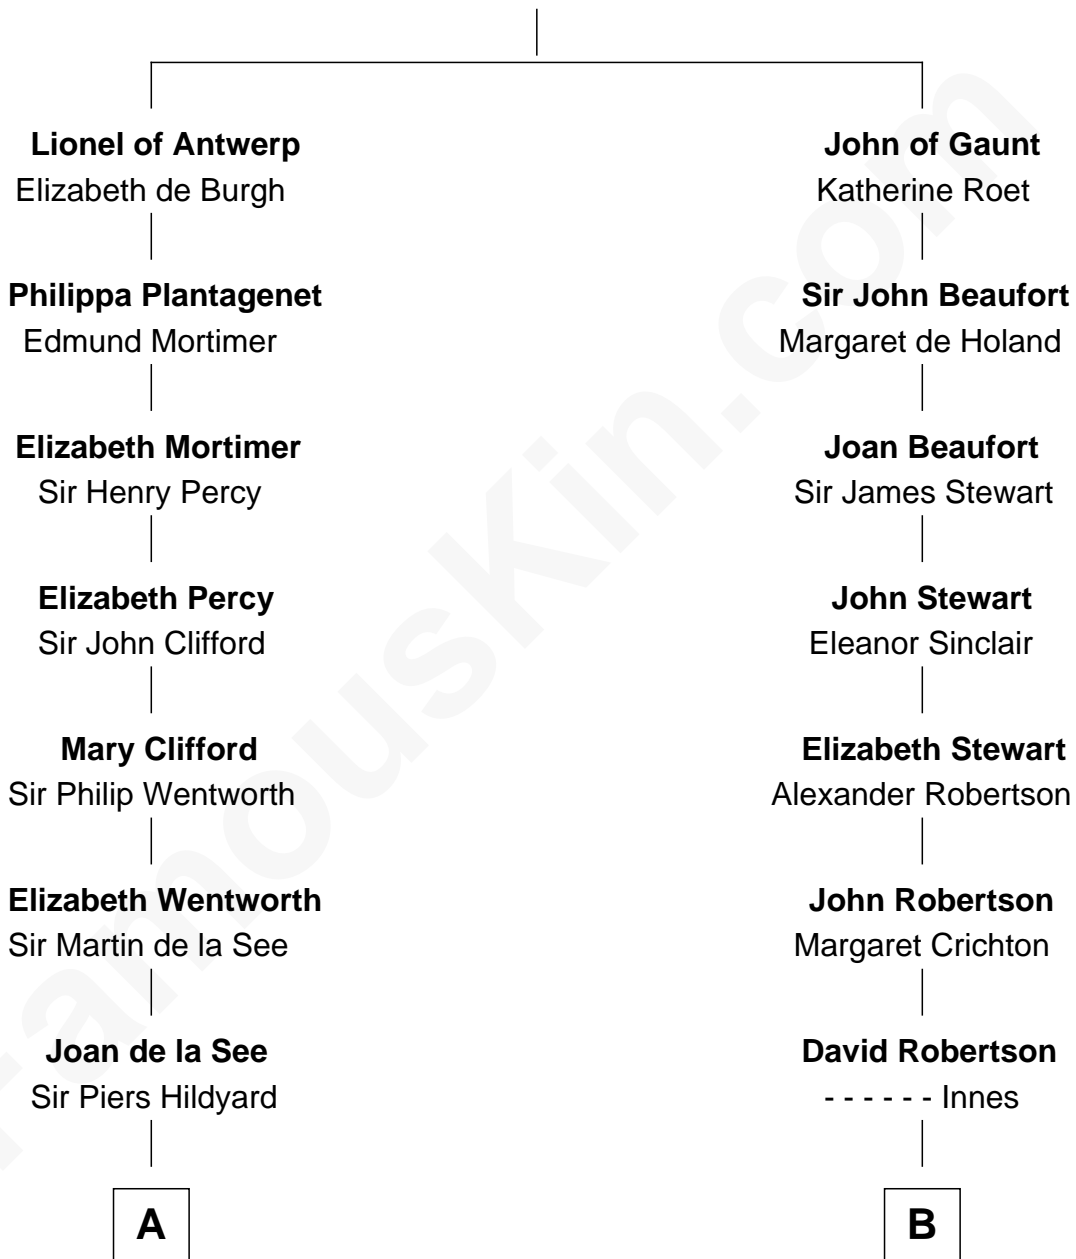 Lionel of Antwerp
Elizabeth de Burgh
Philippa Plantagenet
Edmund Mortimer
Elizabeth Mortimer
Sir Henry Percy
Elizabeth Percy
Sir John Clifford
Mary Clifford
Sir Philip Wentworth
Elizabeth Wentworth
Sir Martin de la See
Joan de la See
Sir Piers Hildyard
A
John of Gaunt
Katherine Roet
Sir John Beaufort
Margaret de Holand
Joan Beaufort
Sir James Stewart
John Stewart
Eleanor Sinclair
Elizabeth Stewart
Alexander Robertson
John Robertson
Margaret Crichton
David Robertson
- - - - - - Innes
B
FamousKin.com